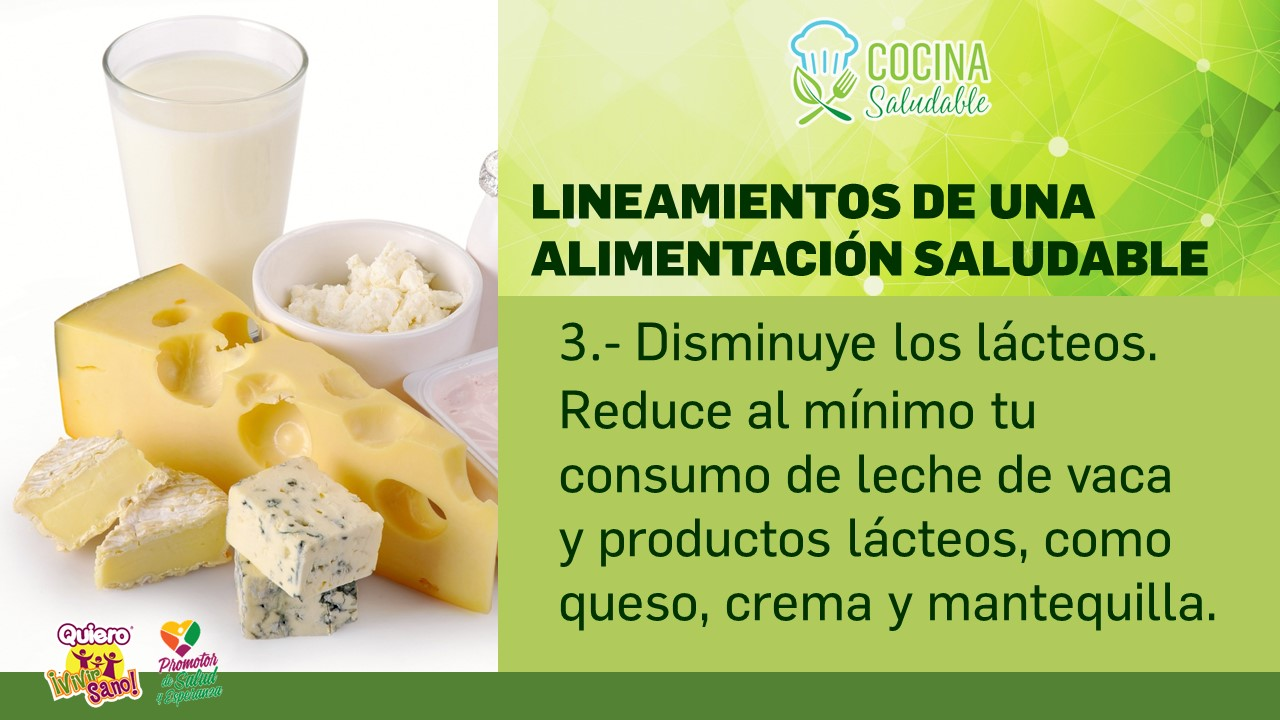 COCINA
Saludable
LINEAMIENTOS DE UNA
ALIMENTACIÓN SALUDABLE
3.- Disminuye los lácteos.
Reduce al mínimo tu
consumo de leche de vaca
y productos lácteos, como
queso, crema y mantequilla.
Quiero
¡Vivir
Sano!
Promotor
de Salud
y Esperanza